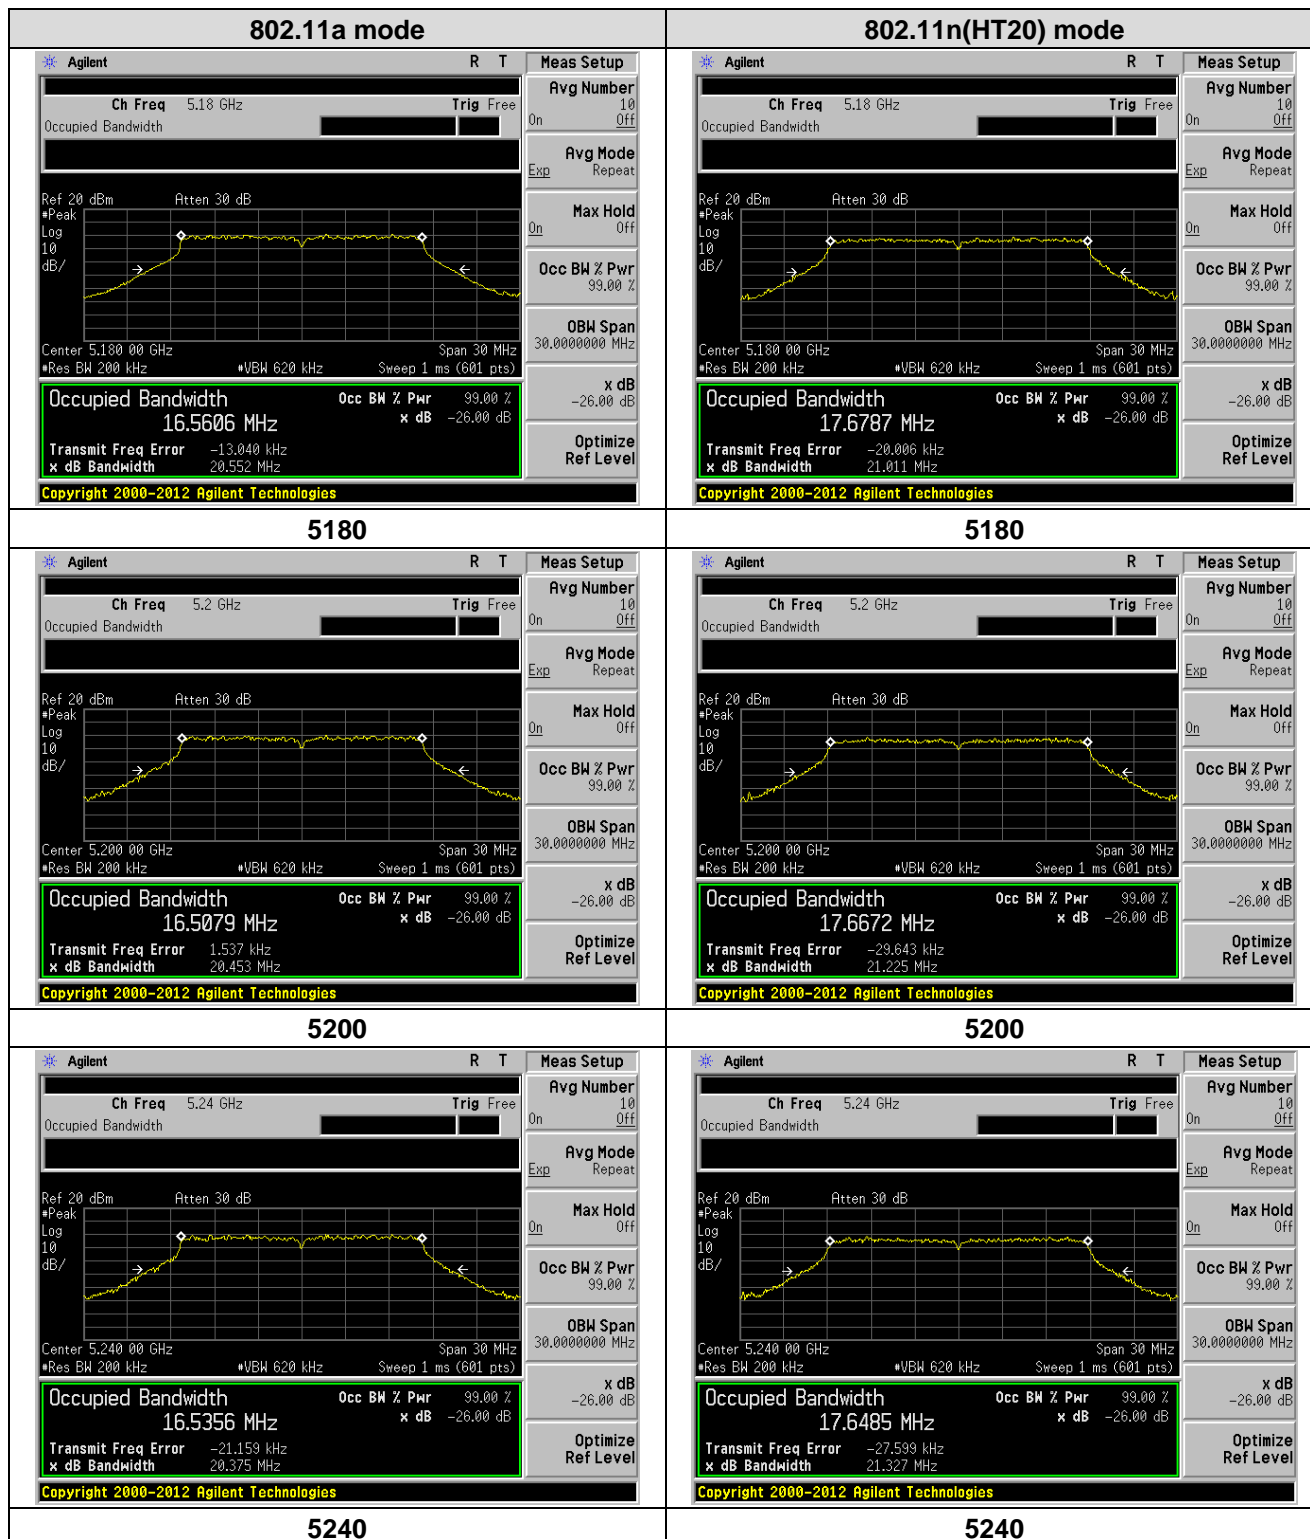 802.11a mode
802.11n(HT20) mode
Agilent R T Meas Setup
Ch Freq 5.18 GHz Trig Free
Occupied Bandwidth
Avg Number
10
On Off
Avg Mode
Exp Repeat
Ref 20 dBm Atten 30 dB
#Peak
Log
10
dB/
Max Hold
On Off
Occ BW % Pwr
99.00 %
OBW Span
30.0000000 MHz
Center 5.180 00 GHz Span 30 MHz
#Res BW 200 kHz #VBW 620 kHz Sweep 1 ms (601 pts)
Occupied Bandwidth Occ BW % Pwr 99.00 %
16.5606 MHz x dB -26.00 dB
Transmit Freq Error -13.040 kHz
x dB Bandwidth 20.552 MHz
x dB
-26.00 dB
Optimize
Ref Level
Copyright 2000-2012 Agilent Technologies
Agilent R T Meas Setup
Ch Freq 5.18 GHz Trig Free
Occupied Bandwidth
Avg Number
10
On Off
Avg Mode
Exp Repeat
Ref 20 dBm Atten 30 dB
#Peak
Log
10
dB/
Max Hold
On Off
Occ BW % Pwr
99.00 %
OBW Span
30.0000000 MHz
Center 5.180 00 GHz Span 30 MHz
#Res BW 200 kHz #VBW 620 kHz Sweep 1 ms (601 pts)
Occupied Bandwidth Occ BW % Pwr 99.00 %
17.6787 MHz x dB -26.00 dB
Transmit Freq Error -20.006 kHz
x dB Bandwidth 21.011 MHz
x dB
-26.00 dB
Optimize
Ref Level
Copyright 2000-2012 Agilent Technologies
5180
5180
Agilent R T Meas Setup
Ch Freq 5.2 GHz Trig Free
Occupied Bandwidth
Avg Number
10
On Off
Avg Mode
Exp Repeat
Ref 20 dBm Atten 30 dB
#Peak
Log
10
dB/
Max Hold
On Off
Occ BW % Pwr
99.00 %
OBW Span
30.0000000 MHz
Center 5.200 00 GHz Span 30 MHz
#Res BW 200 kHz #VBW 620 kHz Sweep 1 ms (601 pts)
Occupied Bandwidth Occ BW % Pwr 99.00 %
16.5079 MHz x dB -26.00 dB
Transmit Freq Error 1.537 kHz
x dB Bandwidth 20.453 MHz
x dB
-26.00 dB
Optimize
Ref Level
Copyright 2000-2012 Agilent Technologies
Agilent R T Meas Setup
Ch Freq 5.2 GHz Trig Free
Occupied Bandwidth
Avg Number
10
On Off
Avg Mode
Exp Repeat
Ref 20 dBm Atten 30 dB
#Peak
Log
10
dB/
Max Hold
On Off
Occ BW % Pwr
99.00 %
OBW Span
30.0000000 MHz
Center 5.200 00 GHz Span 30 MHz
#Res BW 200 kHz #VBW 620 kHz Sweep 1 ms (601 pts)
Occupied Bandwidth Occ BW % Pwr 99.00 %
17.6672 MHz x dB -26.00 dB
Transmit Freq Error -29.643 kHz
x dB Bandwidth 21.225 MHz
x dB
-26.00 dB
Optimize
Ref Level
Copyright 2000-2012 Agilent Technologies
5200
5200
Agilent R T Meas Setup
Ch Freq 5.24 GHz Trig Free
Occupied Bandwidth
Avg Number
10
On Off
Avg Mode
Exp Repeat
Ref 20 dBm Atten 30 dB
#Peak
Log
10
dB/
Max Hold
On Off
Occ BW % Pwr
99.00 %
OBW Span
30.0000000 MHz
Center 5.240 00 GHz Span 30 MHz
#Res BW 200 kHz #VBW 620 kHz Sweep 1 ms (601 pts)
Occupied Bandwidth Occ BW % Pwr 99.00 %
16.5356 MHz x dB -26.00 dB
Transmit Freq Error -21.159 kHz
x dB Bandwidth 20.375 MHz
x dB
-26.00 dB
Optimize
Ref Level
Copyright 2000-2012 Agilent Technologies
Agilent R T Meas Setup
Ch Freq 5.24 GHz Trig Free
Occupied Bandwidth
Avg Number
10
On Off
Avg Mode
Exp Repeat
Ref 20 dBm Atten 30 dB
#Peak
Log
10
dB/
Max Hold
On Off
Occ BW % Pwr
99.00 %
OBW Span
30.0000000 MHz
Center 5.240 00 GHz Span 30 MHz
#Res BW 200 kHz #VBW 620 kHz Sweep 1 ms (601 pts)
Occupied Bandwidth Occ BW % Pwr 99.00 %
17.6485 MHz x dB -26.00 dB
Transmit Freq Error -27.599 kHz
x dB Bandwidth 21.327 MHz
x dB
-26.00 dB
Optimize
Ref Level
Copyright 2000-2012 Agilent Technologies
5240
5240